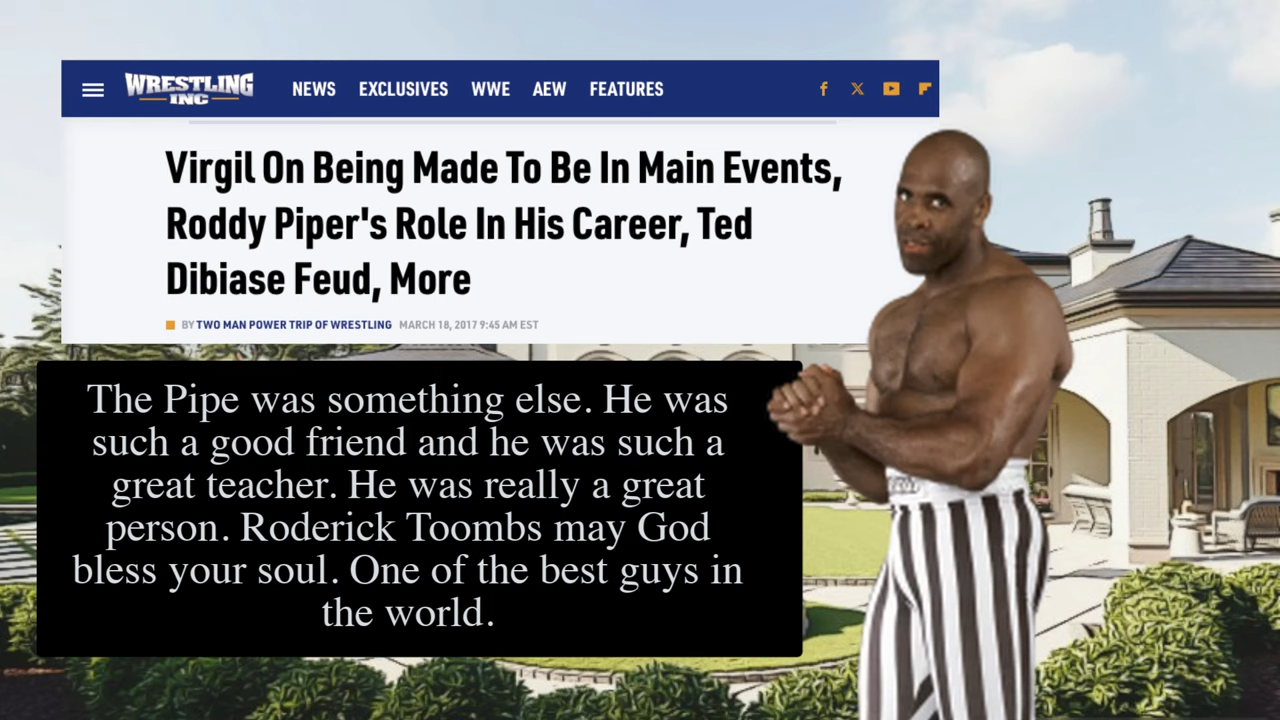 WRESTLING INC NEWS EXCLUSIVES WWE AEW FEATURES
Virgil On Being Made To Be In Main Events,
Roddy Piper's Role In His Career, Ted
Dibiase Feud, More
BY TWO MAN POWER TRIP OF WRESTLING MARCH 18, 2017 9:45 AM EST
The Pipe was something else. He was
such a good friend and he was such a
great teacher. He was really a great
person. Roderick Toombs may God
bless your soul. One of the best guys in
the world.